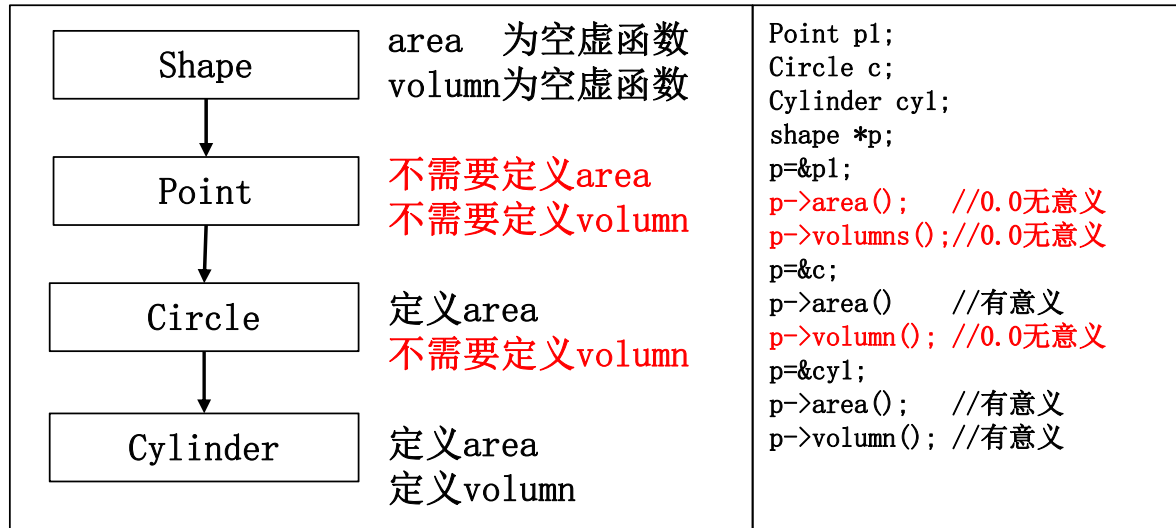 Shape
area 为空虚函数
volumn为空虚函数
Point
不需要定义area
不需要定义volumn
Circle
定义area
不需要定义volumn
Cylinder
定义area
定义volumn
Point p1;
Circle c;
Cylinder cy1;
shape *p;
p=&p1;
p->area(); //0.0无意义
p->volumns();//0.0无意义
p=&c;
p->area() //有意义
p->volumn(); //0.0无意义
p=&cy1;
p->area(); //有意义
p->volumn(); //有意义